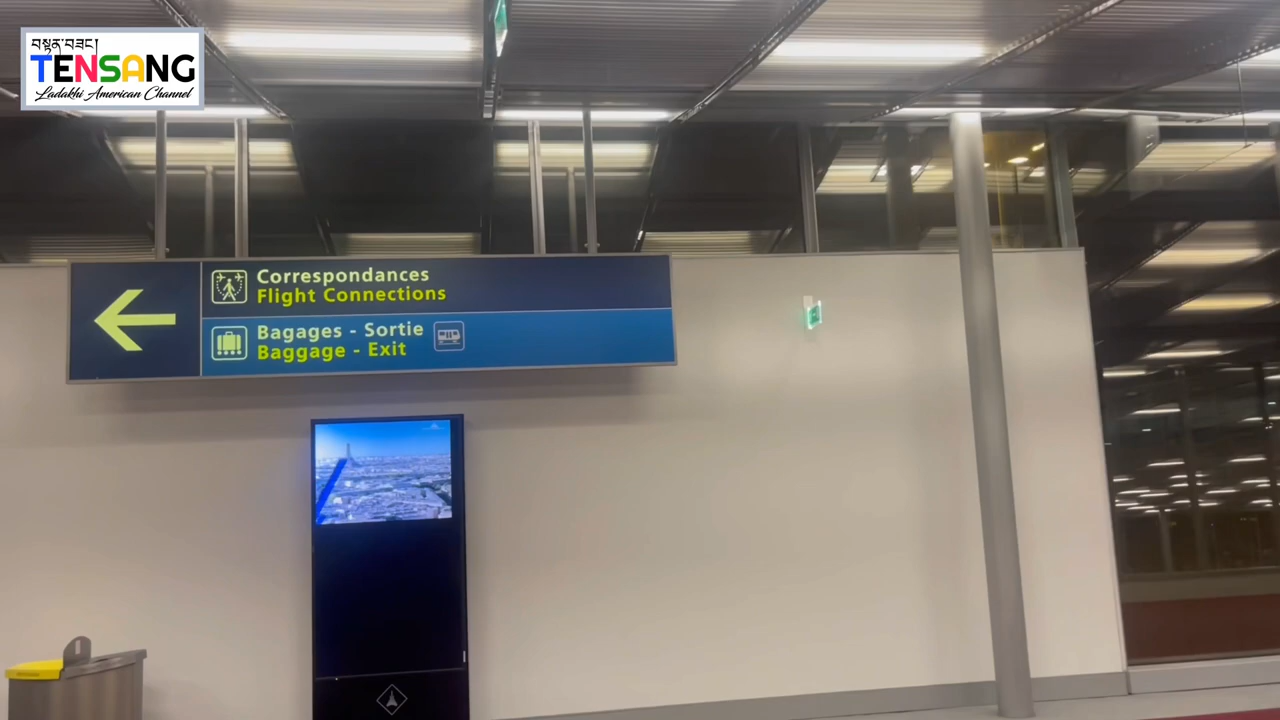 བསྟན་བཟང།
TENSANG
Ladakhi American Channel
Correspondances
Flight Connections
Bagages - Sortie
Baggage - Exit